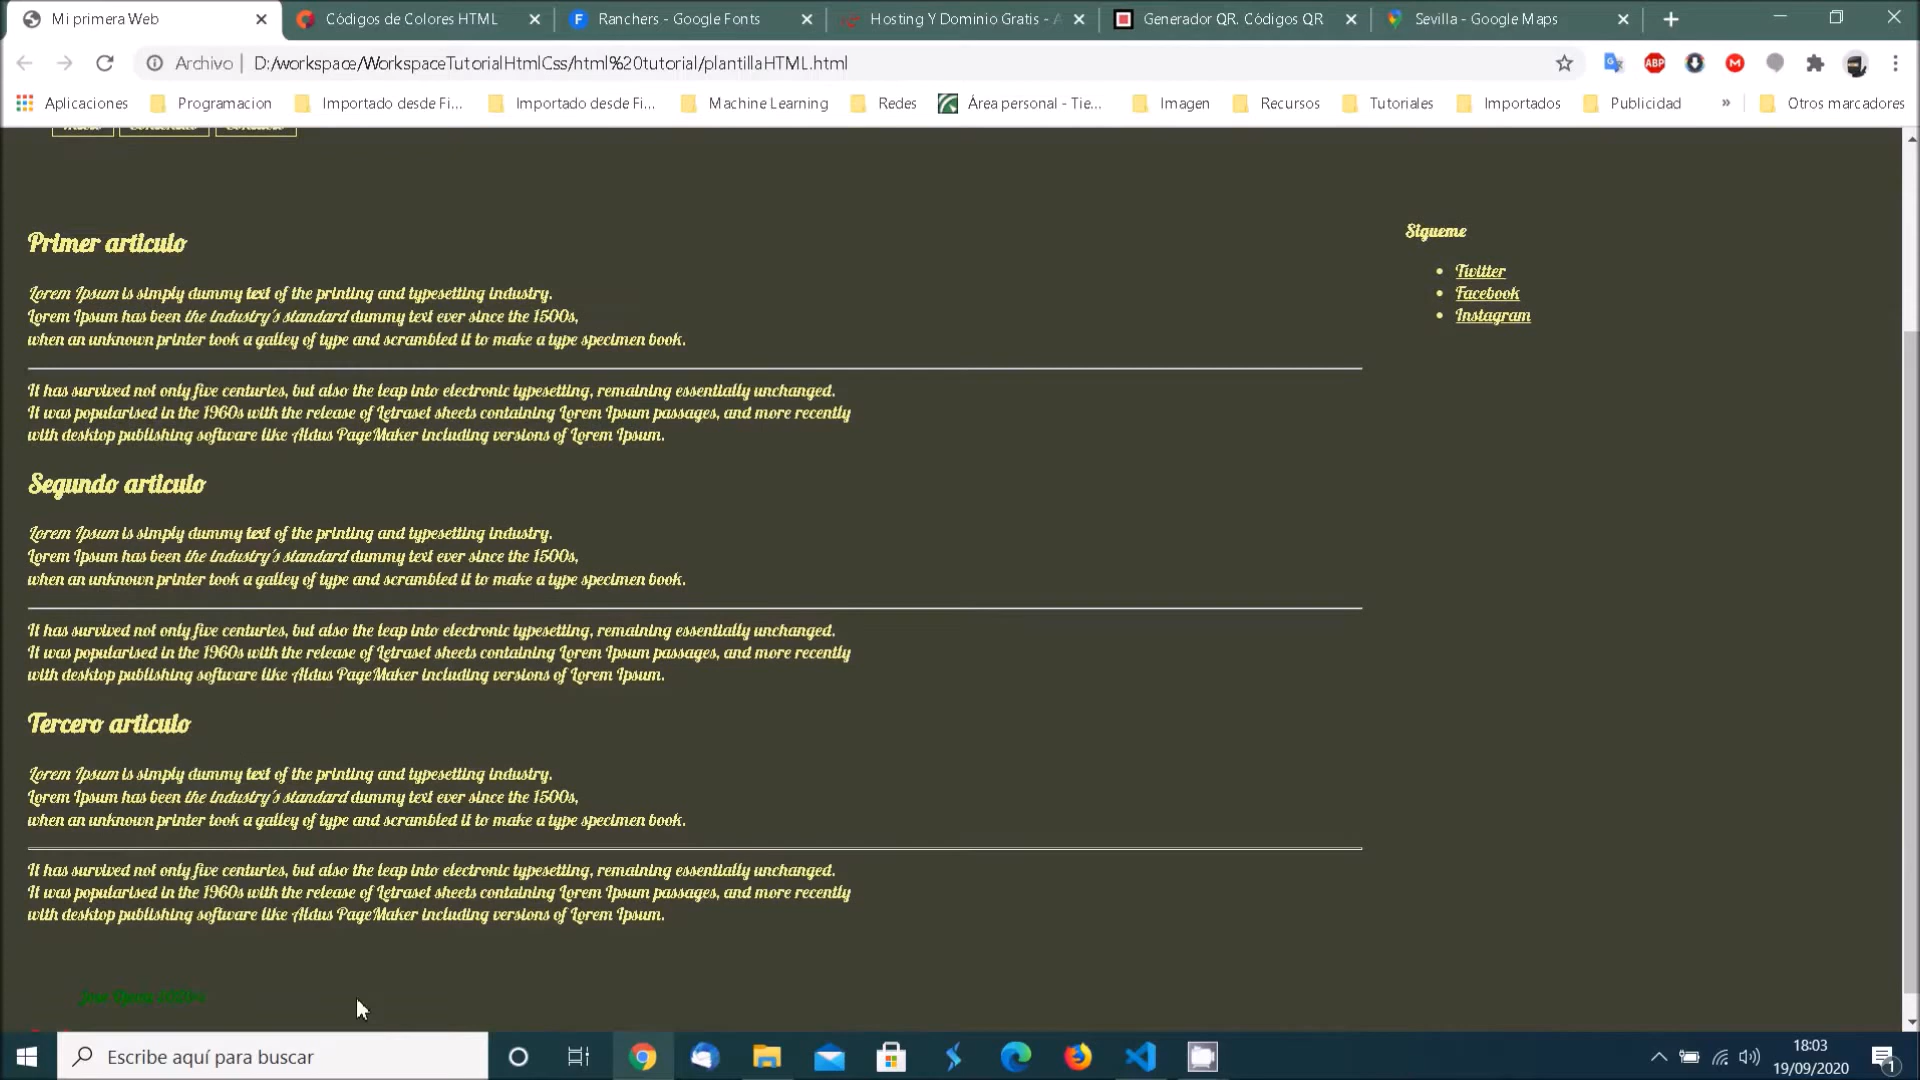 Mi primera Web
Códigos de Colores HTML
Ranchers - Google Fonts
Hosting Y Dominio Gratis -
Generador QR. Códigos QR
Sevilla - Google Maps
Archivo | D:/workspace/WorkspaceTutorialHtmlCss/html%20tutorial/plantillaHTML.html
ABP
Aplicaciones
Programacion
Importado desde Fi...
Importado desde Fi...
Machine Learning
Redes
Área personal - Tie...
Imagen
Recursos
Tutoriales
Importados
Publicidad
»
Otros marcadores
Primer articulo
Lorem Ipsum is simply dummy text of the printing and typesetting industry.
Lorem Ipsum has been the industry's standard dummy text ever since the 1500s,
when an unknown printer took a galley of type and scrambled it to make a type specimen book.
It has survived not only five centuries, but also the leap into electronic typesetting, remaining essentially unchanged.
It was popularised in the 1960s with the release of Letraset sheets containing Lorem Ipsum passages, and more recently
with desktop publishing software like Aldus PageMaker including versions of Lorem Ipsum.
Segundo articulo
Lorem Ipsum is simply dummy text of the printing and typesetting industry.
Lorem Ipsum has been the industry's standard dummy text ever since the 1500s,
when an unknown printer took a galley of type and scrambled it to make a type specimen book.
It has survived not only five centuries, but also the leap into electronic typesetting, remaining essentially unchanged.
It was popularised in the 1960s with the release of Letraset sheets containing Lorem Ipsum passages, and more recently
with desktop publishing software like Aldus PageMaker including versions of Lorem Ipsum.
Tercero articulo
Lorem Ipsum is simply dummy text of the printing and typesetting industry.
Lorem Ipsum has been the industry's standard dummy text ever since the 1500s,
when an unknown printer took a galley of type and scrambled it to make a type specimen book.
It has survived not only five centuries, but also the leap into electronic typesetting, remaining essentially unchanged.
It was popularised in the 1960s with the release of Letraset sheets containing Lorem Ipsum passages, and more recently
with desktop publishing software like Aldus PageMaker including versions of Lorem Ipsum.
Sigueme
Twitter
Facebook
Instagram
Escribe aquí para buscar
18:03
19/09/2020
1